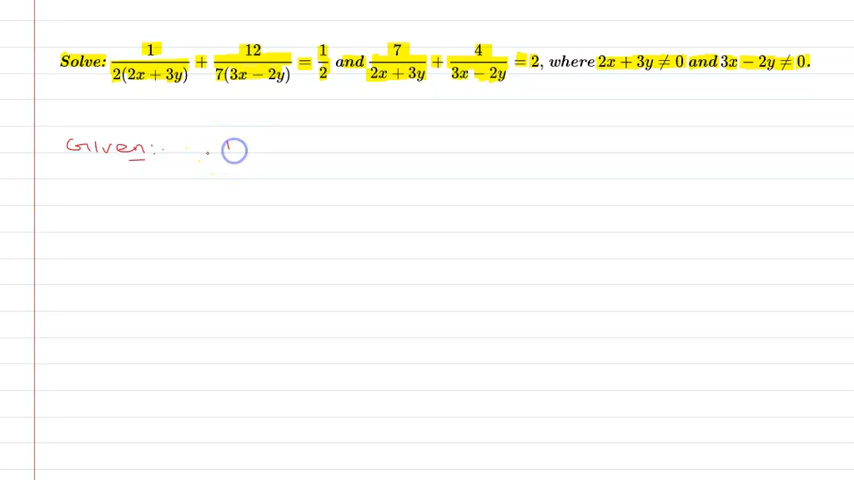 Solve: 1/(2(2x + 3y)) + 12/(7(3x − 2y)) = 1/2 and 7/(2x + 3y) + 4/(3x − 2y) = 2, where 2x + 3y ≠ 0 and 3x − 2y ≠ 0.
Given: